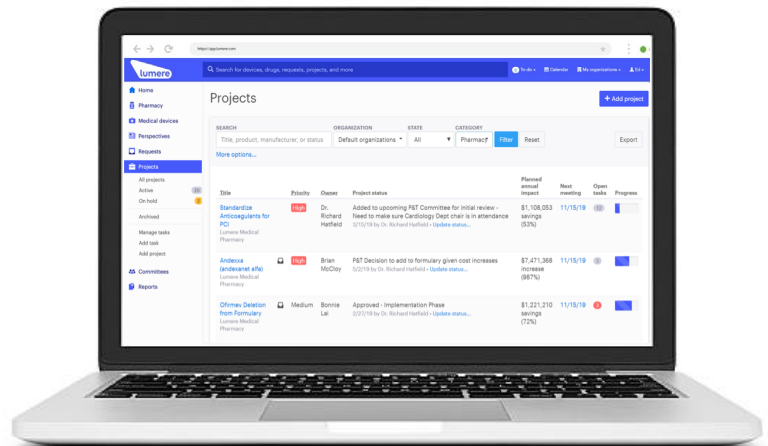 https://app.lumere.com
lumere
Search for devices, drugs, requests, projects, and more
To-do
Calendar
My organizations
Ed
Home
Pharmacy
Medical devices
Perspectives
Requests
Projects
All projects
Active
On hold
Archived
Manage tasks
Add task
Add project
Committees
Reports
Projects
+ Add project
SEARCH ORGANIZATION STATE CATEGORY
Title, product, manufacturer, or status Default organizations All Pharmacy Filter Reset Export
More options...
Title Priority Owner Project status Planned annual impact Next meeting Open tasks Progress
Standardize Anticoagulants for PCI
Lumere Medical Pharmacy
High
Dr. Richard Hatfield
Added to upcoming P&T Committee for initial review -
Need to make sure Cardiology Dept chair is in attendance
2/15/19 by Dr. Richard Hatfield • Update status...
$1,108,053 savings (53%)
11/15/19
Andexxa (andexanet alfa)
Lumere Medical Pharmacy
High
Brian McCloy
P&T Decision to add to formulary given cost increases
5/2/19 by Dr. Richard Hatfield • Update status...
$7,471,368 increase (987%)
11/15/19
Ofirmev Deletion from Formulary
Lumere Medical Pharmacy
Medium
Bonnie Lai
Approved - Implementation Phase
2/27/19 by Dr. Richard Hatfield • Update status...
$1,221,210 savings (72%)
11/15/19